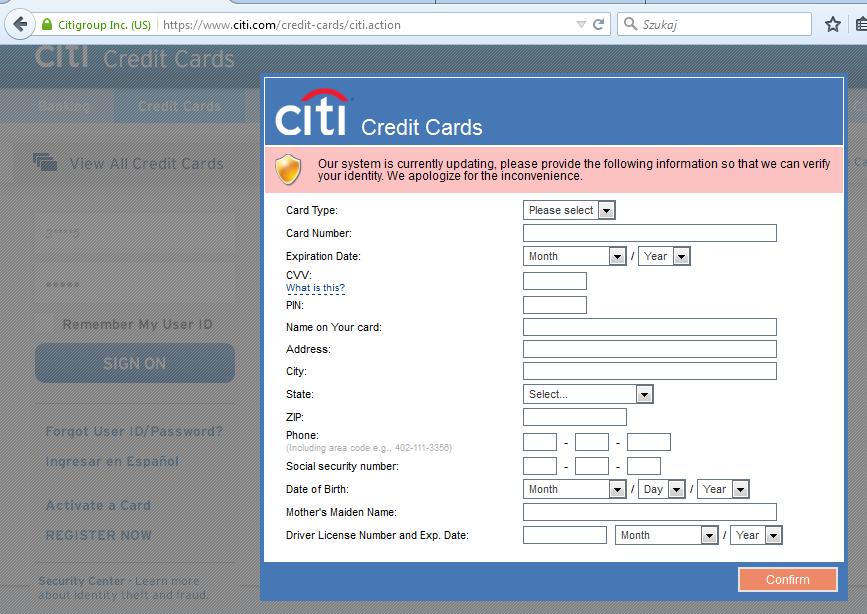 Citigroup Inc. (US)
https://www.citi.com/credit-cards/citi.action
Szukaj
citi Credit Cards
Banking
Credit Cards
View All Credit Cards
3****5
•••••
Remember My User ID
SIGN ON
Forgot User ID/Password?
Ingresar en Español
Activate a Card
REGISTER NOW
Security Center - Learn more
about identity theft and fraud.
citi Credit Cards
Our system is currently updating, please provide the following information so that we can verify
your identity. We apologize for the inconvenience.
Card Type: Please select
Card Number:
Expiration Date: Month / Year
CVV:
What is this?
PIN:
Name on Your card:
Address:
City:
State: Select...
ZIP:
Phone: - -
(Including area code e.g., 402-111-3356)
Social security number: - -
Date of Birth: Month / Day / Year
Mother's Maiden Name:
Driver License Number and Exp. Date: Month / Year
Confirm